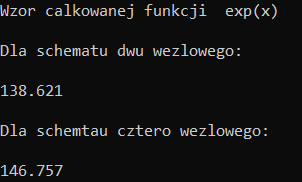 Wzor calkowanej funkcji  exp(x)
Dla schematu dwu wezlowego:
138.621
Dla schemtau cztero wezlowego:
146.757